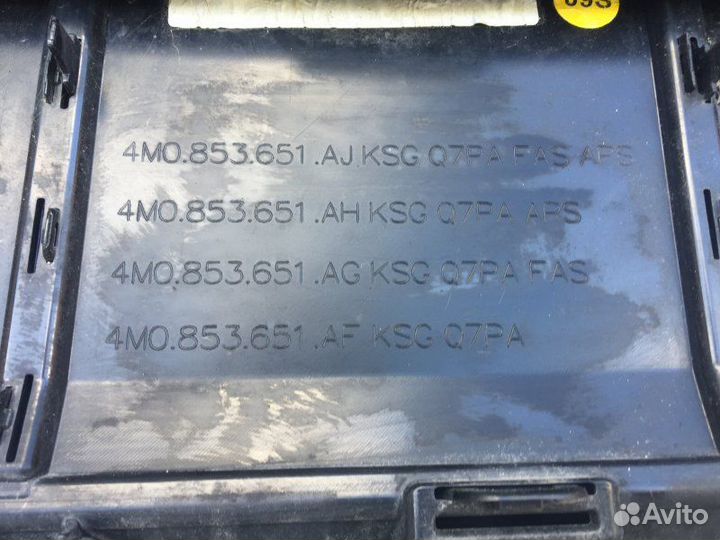 09S
4M0.853.651.AJ KSG Q7PA FAS APS
4M0.853.651.AH KSG Q7PA APS
4M0.853.651.AG KSG Q7PA FAS
4M0.853.651.AF KSG Q7PA
Avito